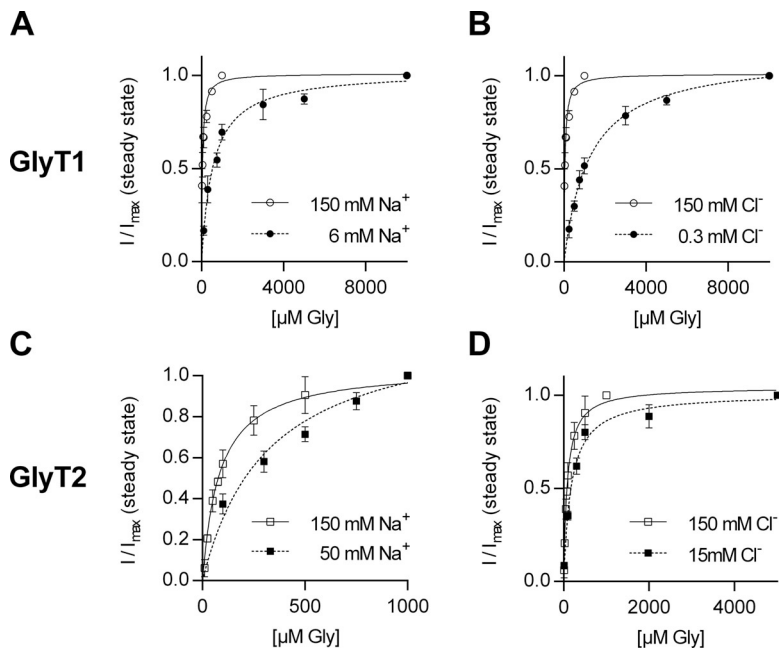 A
B
GlyT1
I / Imax (steady state)
1.0
0.5
0.0
150 mM Na⁺
6 mM Na⁺
0
4000
8000
[µM Gly]
I / Imax (steady state)
1.0
0.5
0.0
150 mM Cl⁻
0.3 mM Cl⁻
0
4000
8000
[µM Gly]
C
D
GlyT2
I / Imax (steady state)
1.0
0.8
0.6
0.4
0.2
0.0
150 mM Na⁺
50 mM Na⁺
0
500
1000
[µM Gly]
I / Imax (steady state)
1.0
0.5
0.0
150 mM Cl⁻
15mM Cl⁻
0
2000
4000
[µM Gly]